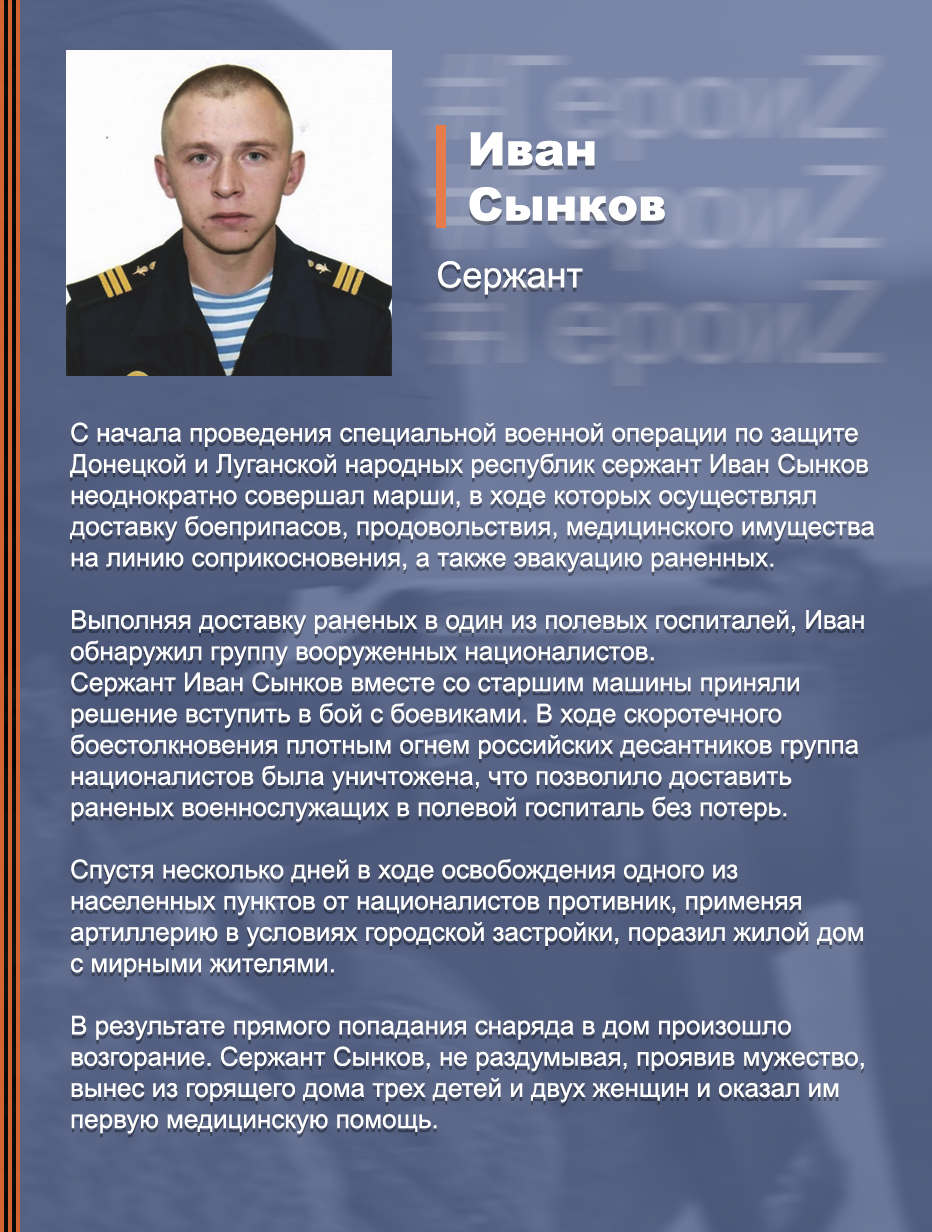 #ГероиZ
Иван
#ГероиZ
Сынков
Сержант
#ГероиZ
С начала проведения специальной военной операции по защите
Донецкой и Луганской народных республик сержант Иван Сынков
неоднократно совершал марши, в ходе которых осуществлял
доставку боеприпасов, продовольствия, медицинского имущества
на линию соприкосновения, а также эвакуацию раненных.
Выполняя доставку раненых в один из полевых госпиталей, Иван
обнаружил группу вооруженных националистов.
Сержант Иван Сынков вместе со старшим машины приняли
решение вступить в бой с боевиками. В ходе скоротечного
боестолкновения плотным огнем российских десантников группа
националистов была уничтожена, что позволило доставить
раненых военнослужащих в полевой госпиталь без потерь.
Спустя несколько дней в ходе освобождения одного из
населенных пунктов от националистов противник, применяя
артиллерию в условиях городской застройки, поразил жилой дом
с мирными жителями.
В результате прямого попадания снаряда в дом произошло
возгорание. Сержант Сынков, не раздумывая, проявив мужество,
вынес из горящего дома трех детей и двух женщин и оказал им
первую медицинскую помощь.